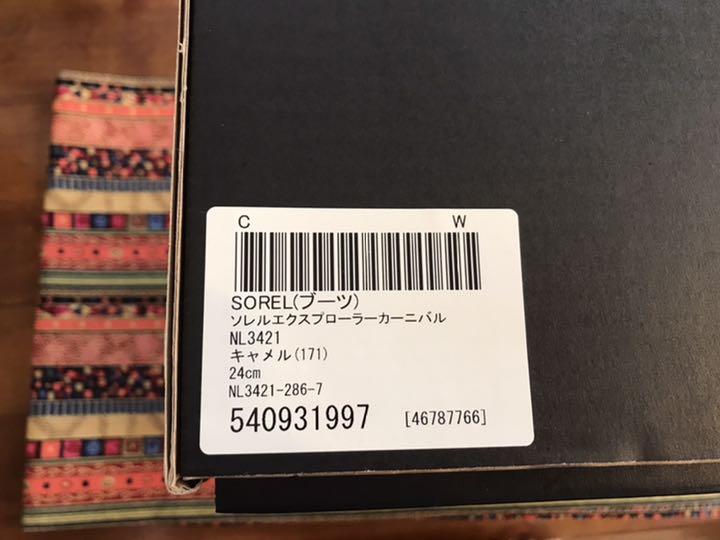 C W
SOREL(ブーツ)
ソレルエクスプローラーカーニバル
NL3421
キャメル(171)
24cm
NL3421-286-7
540931997 [46787766]